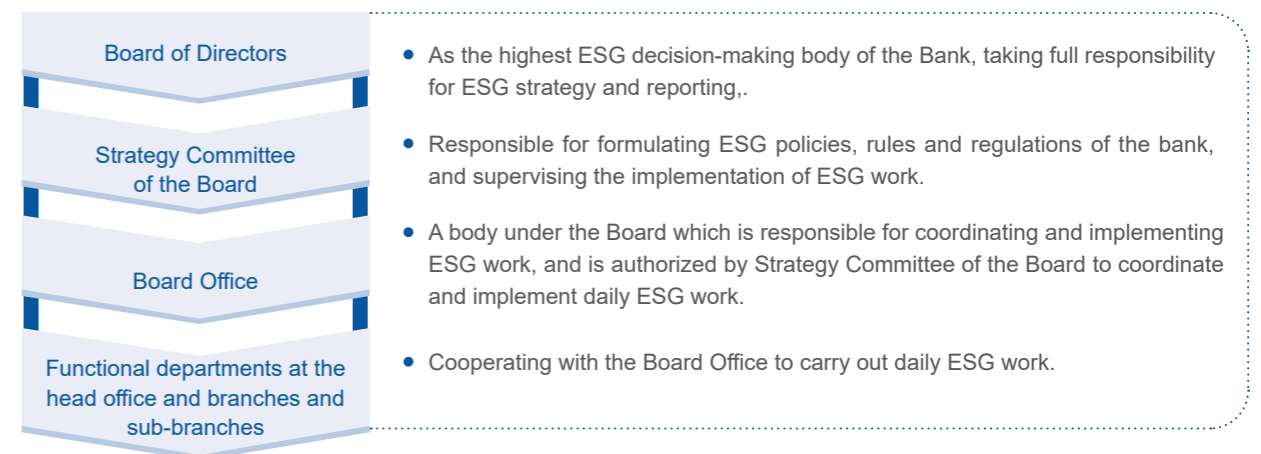 Board of Directors
• As the highest ESG decision-making body of the Bank, taking full responsibility
for ESG strategy and reporting,.
Strategy Committee
of the Board
• Responsible for formulating ESG policies, rules and regulations of the bank,
and supervising the implementation of ESG work.
Board Office
• A body under the Board which is responsible for coordinating and implementing
ESG work, and is authorized by Strategy Committee of the Board to coordinate
and implement daily ESG work.
Functional departments at the
head office and branches and
sub-branches
• Cooperating with the Board Office to carry out daily ESG work.